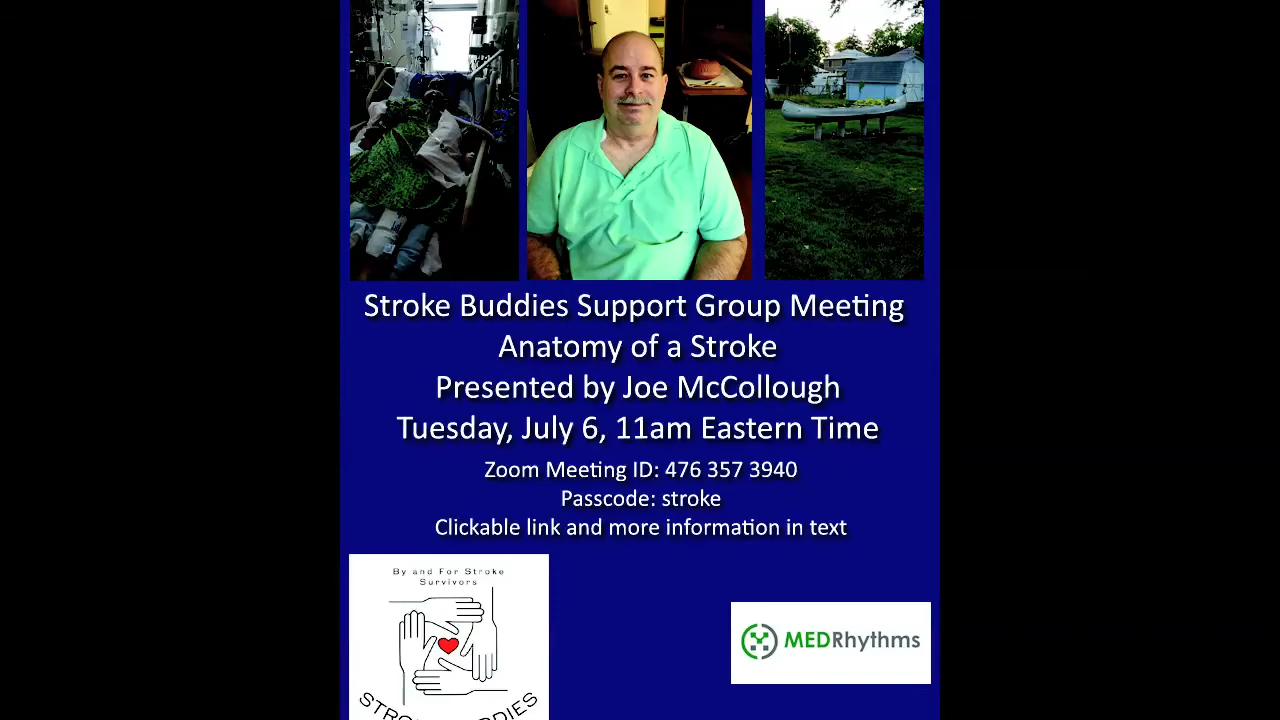 Stroke Buddies Support Group Meeting
Anatomy of a Stroke
Presented by Joe McCollough
Tuesday, July 6, 11am Eastern Time
Zoom Meeting ID: 476 357 3940
Passcode: stroke
Clickable link and more information in text
By and For Stroke
Survivors
MEDRhythms